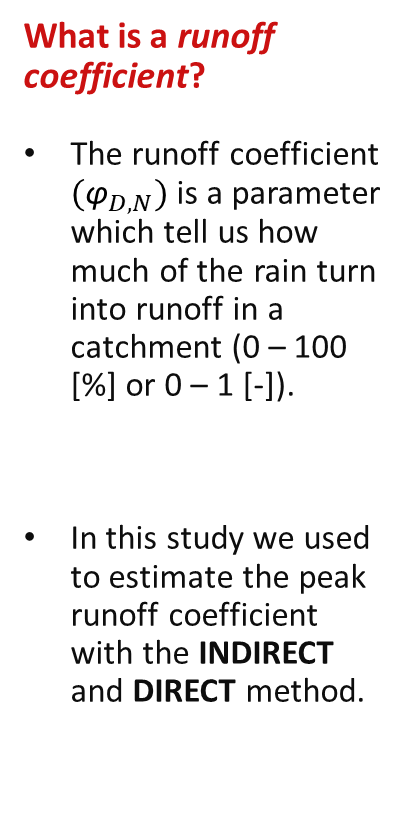 What is a runoff
coefficient?
• The runoff coefficient
(φD,N) is a parameter
which tell us how
much of the rain turn
into runoff in a
catchment (0 – 100
[%] or 0 – 1 [-]).
• In this study we used
to estimate the peak
runoff coefficient
with the INDIRECT
and DIRECT method.